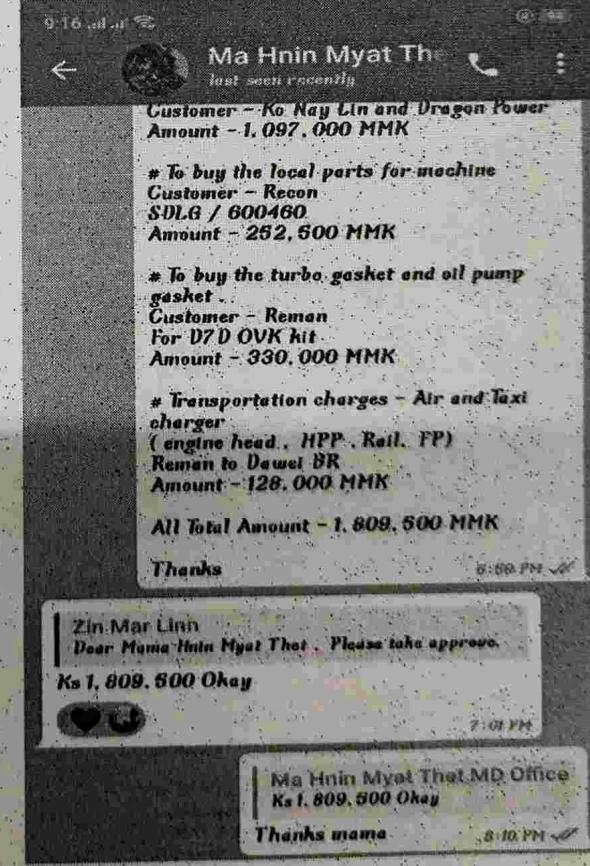 9:16
Ma Hnin Myat The
last seen recently
Customer - Ko Nay Lin and Dragon Power
Amount - 1,097,000 MMK
# To buy the local parts for machine
Customer - Recon
SDLG / 600460
Amount - 252,500 MMK
# To buy the turbo gasket and oil pump
gasket .
Customer - Reman
For D7D OVK kit
Amount - 330,000 MMK
# Transportation charges - Air and Taxi
charger
( engine head , HPP , Rail, FP)
Reman to Dawei BR
Amount - 128,000 MMK
All Total Amount - 1,809,500 MMK
Thanks
PM
Zin Mar Linn
Dear Mama Hnin Myat Thet , Please take approve.
Ks 1,809,500 Okay
7:01 PM
Ma Hnin Myat Thet MD Office
Ks 1,809,500 Okay
Thanks mama
8:10 PM